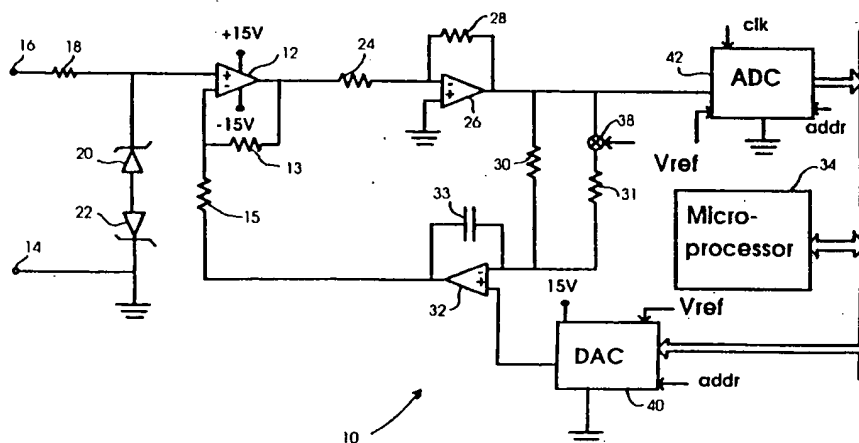 16
18
+15V
12
24
28
clk
42
ADC
+
-
-
+
26
38
addr
-15V
20
13
30
Vref
31
34
15
33
Micro-
processor
22
14
-
+
32
15V
Vref
DAC
addr
40
10